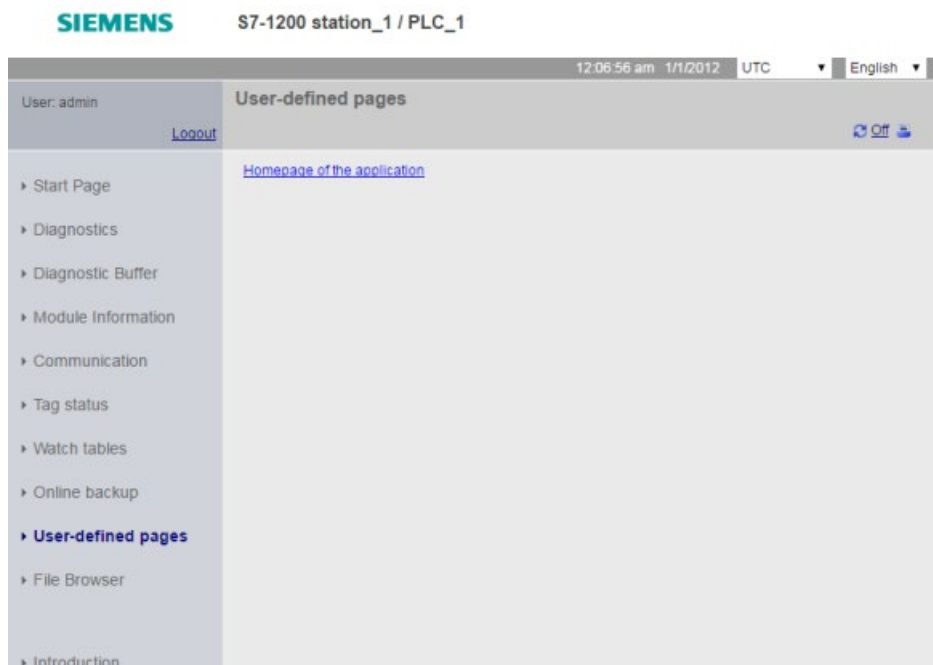 SIEMENS S7-1200 station_1 / PLC_1
12:06:56 am 1/1/2012 UTC English
User: admin
User-defined pages
Logout
Off
Homepage of the application
Start Page
Diagnostics
Diagnostic Buffer
Module Information
Communication
Tag status
Watch tables
Online backup
User-defined pages
File Browser
Introduction